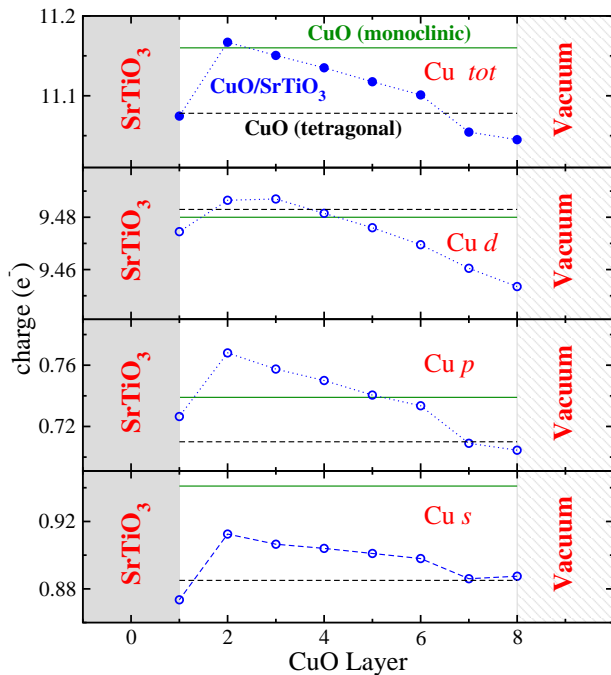 11.2
CuO (monoclinic)
CuO/SrTiO3
Cu tot
11.1
CuO (tetragonal)
SrTiO3
Vacuum
9.48
9.46
Cu d
SrTiO3
Vacuum
charge (e-)
0.76
0.72
Cu p
SrTiO3
Vacuum
0.92
0.88
Cu s
SrTiO3
Vacuum
0 2 4 6 8
CuO Layer